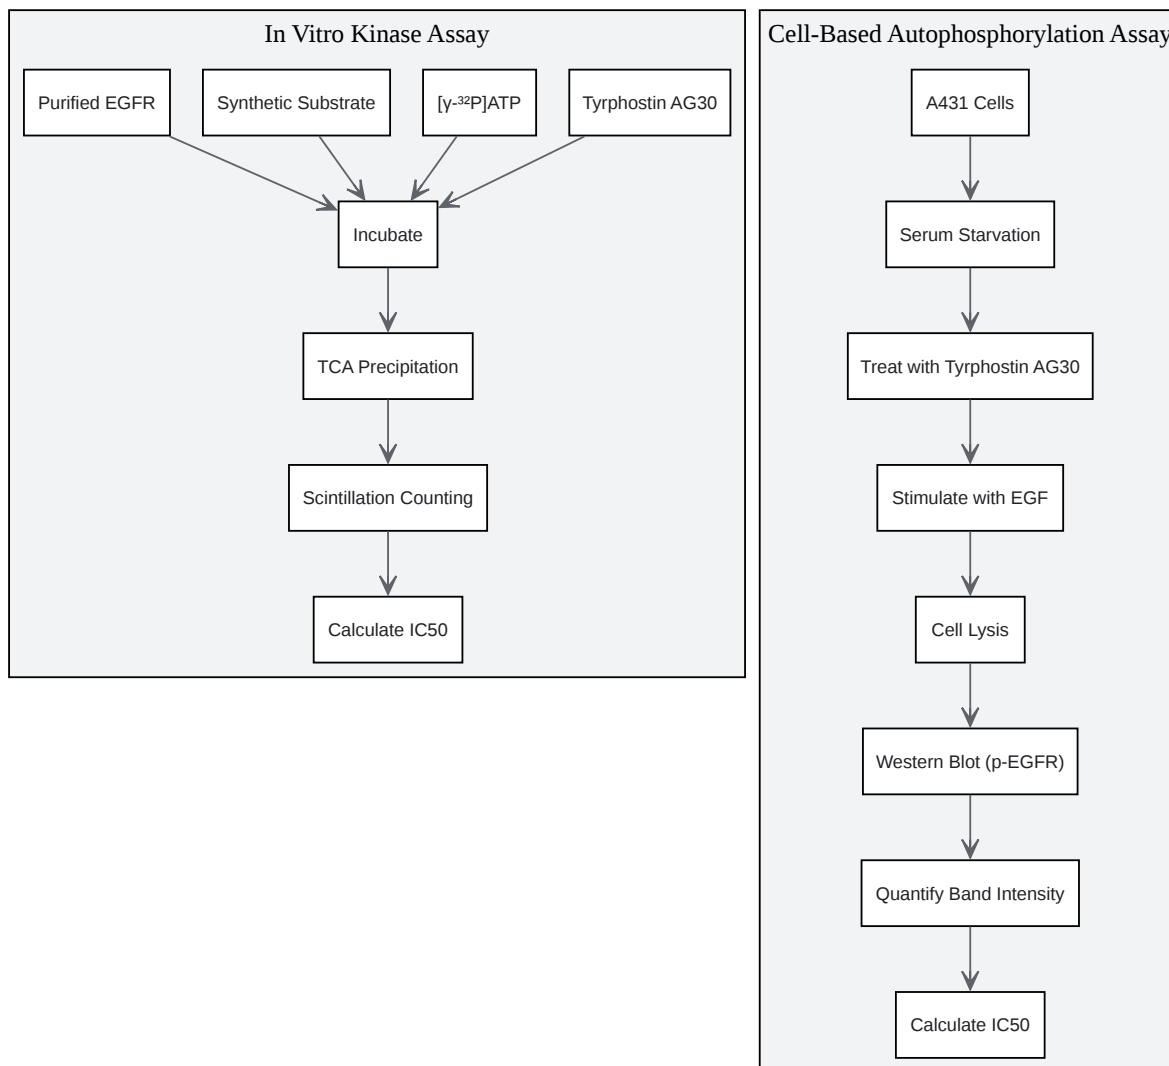 In Vitro Kinase Assay
Purified EGFR
Synthetic Substrate
[γ-³²P]ATP
Tyrphostin AG30
Incubate
TCA Precipitation
Scintillation Counting
Calculate IC50
Cell-Based Autophosphorylation Assay
A431 Cells
Serum Starvation
Treat with Tyrphostin AG30
Stimulate with EGF
Cell Lysis
Western Blot (p-EGFR)
Quantify Band Intensity
Calculate IC50